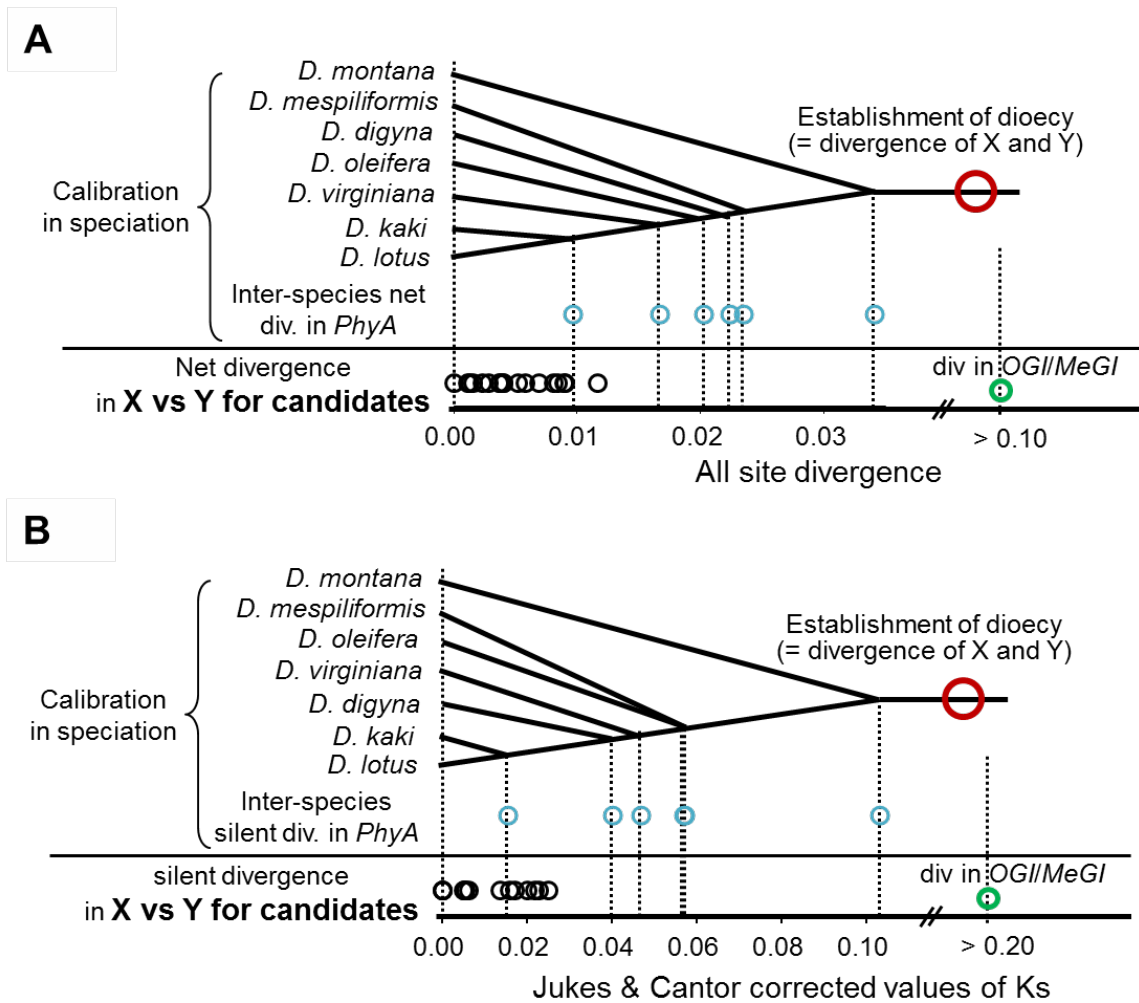 A
D. montana
D. mespiliformis
D. digyna
D. oleifera
D. virginiana
D. kaki
D. lotus
Calibration
in speciation
Establishment of dioecy
(= divergence of X and Y)
Inter-species net
div. in PhyA
Net divergence
in X vs Y for candidates
div in OGI/MeGI
0.00 0.01 0.02 0.03 > 0.10
All site divergence
B
D. montana
D. mespiliformis
D. oleifera
D. virginiana
D. digyna
D. kaki
D. lotus
Calibration
in speciation
Establishment of dioecy
(= divergence of X and Y)
Inter-species
silent div. in PhyA
silent divergence
in X vs Y for candidates
div in OGI/MeGI
0.00 0.02 0.04 0.06 0.08 0.10 > 0.20
Jukes & Cantor corrected values of Ks